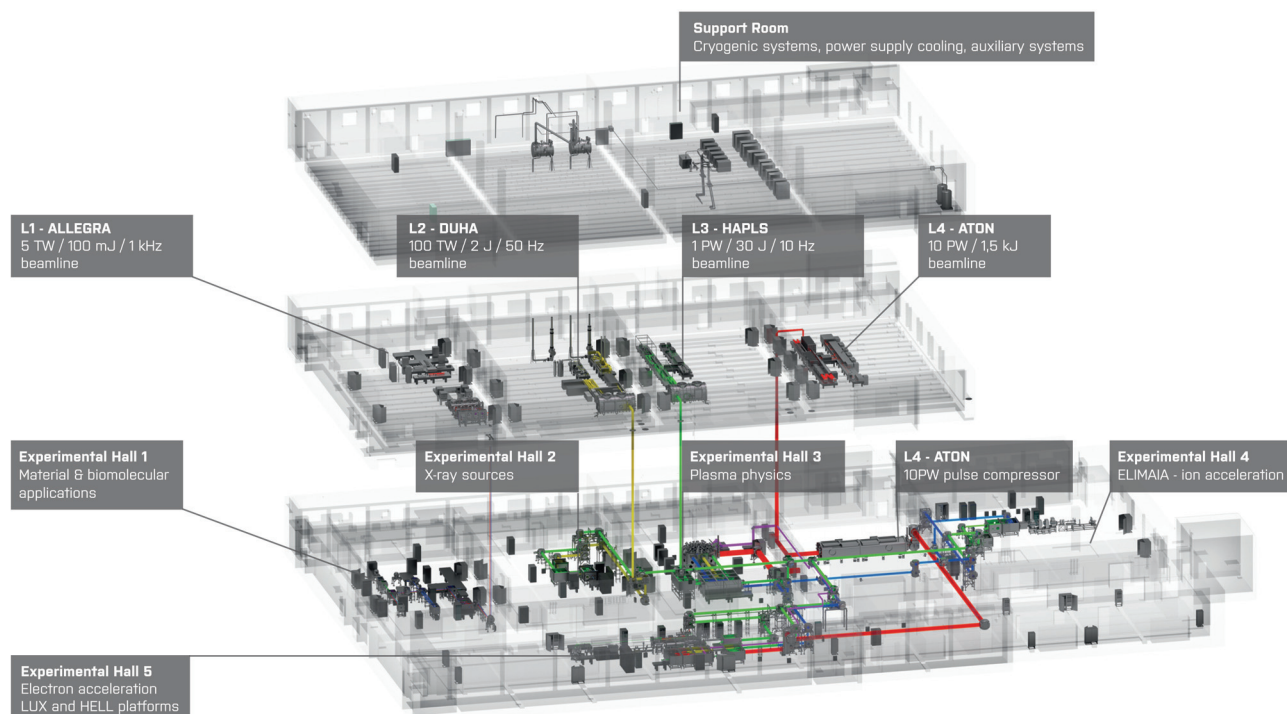 Support Room
Cryogenic systems, power supply cooling, auxiliary systems
L1 - ALLEGRA
5 TW / 100 mJ / 1 kHz
beamline
L2 - DUHA
100 TW / 2 J / 50 Hz
beamline
L3 - HAPLS
1 PW / 30 J / 10 Hz
beamline
L4 - ATON
10 PW / 1,5 kJ
beamline
Experimental Hall 1
Material & biomolecular
applications
Experimental Hall 2
X-ray sources
Experimental Hall 3
Plasma physics
L4 - ATON
10PW pulse compressor
Experimental Hall 4
ELIMAIA - ion acceleration
Experimental Hall 5
Electron acceleration
LUX and HELL platforms